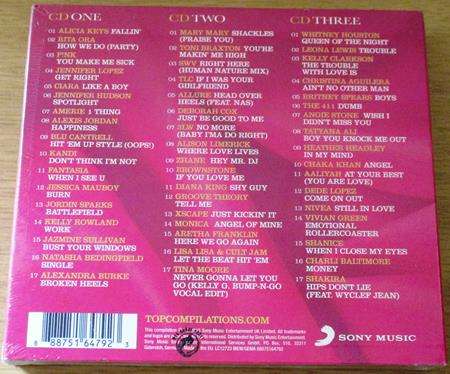 CD ONE
01 ALICIA KEYS FALLIN'
02 RITA ORA
HOW WE DO (PARTY)
03 PINK
YOU MAKE ME SICK
04 JENNIFER LOPEZ
GET RIGHT
05 CIARA LIKE A BOY
06 JENNIFER HUDSON
SPOTLIGHT
07 AMERIE 1 THING
08 ALEXIS JORDAN
HAPPINESS
09 BLU CANTRELL
HIT 'EM UP STYLE (OOPS!)
10 KANDI
DON'T THINK I'M NOT
11 FANTASIA
WHEN I SEE U
12 JESSICA MAUBOY
BURN
13 JORDIN SPARKS
BATTLEFIELD
14 KELLY ROWLAND
WORK
15 JAZMINE SULLIVAN
BUST YOUR WINDOWS
16 NATASHA BEDINGFIELD
SINGLE
17 ALEXANDRA BURKE
BROKEN HEELS
CD TWO
01 MARY MARY SHACKLES
(PRAISE YOU)
02 TONI BRAXTON YOU'RE
MAKIN' ME HIGH
03 SWV RIGHT HERE
(HUMAN NATURE MIX)
04 TLC IF I WAS YOUR
GIRLFRIEND
05 ALLURE HEAD OVER
HEELS (FEAT. NAS)
06 DEBORAH COX
JUST BE GOOD TO ME
07 3LW NO MORE
(BABY I'MA DO RIGHT)
08 ALISON LIMERICK
WHERE LOVE LIVES
09 ZHANE HEY MR. DJ
10 BROWNSTONE
IF YOU LOVE ME
11 DIANA KING SHY GUY
12 GROOVE THEORY
TELL ME
13 XSCAPE JUST KICKIN' IT
14 MONICA ANGEL OF MINE
15 ARETHA FRANKLIN
HERE WE GO AGAIN
16 LISA LISA & CULT JAM
LET THE BEAT HIT 'EM
17 TINA MOORE
NEVER GONNA LET YOU
GO (KELLY G. BUMP-N-GO
VOCAL EDIT)
CD THREE
01 WHITNEY HOUSTON
QUEEN OF THE NIGHT
02 LEONA LEWIS TROUBLE
03 KELLY CLARKSON
THE TROUBLE
WITH LOVE IS
04 CHRISTINA AGUILERA
AIN'T NO OTHER MAN
05 BRITNEY SPEARS BOYS
06 THE 411 DUMB
07 ANGIE STONE WISH I
DIDN'T MISS YOU
08 TATYANA ALI
BOY YOU KNOCK ME OUT
09 HEATHER HEADLEY
IN MY MIND
10 CHAKA KHAN ANGEL
11 AALIYAH AT YOUR BEST
(YOU ARE LOVE)
12 DEDE LOPEZ
COME ON OUT
13 NIVEA STILL IN LOVE
14 VIVIAN GREEN
EMOTIONAL
ROLLERCOASTER
15 SHANICE
WHEN I CLOSE MY EYES
16 CHARLI BALTIMORE
MONEY
17 SHAKIRA
HIPS DON'T LIE
(FEAT. WYCLEF JEAN)
8 88751 64792 3
TOPCOMPILATIONS.COM
SONY MUSIC